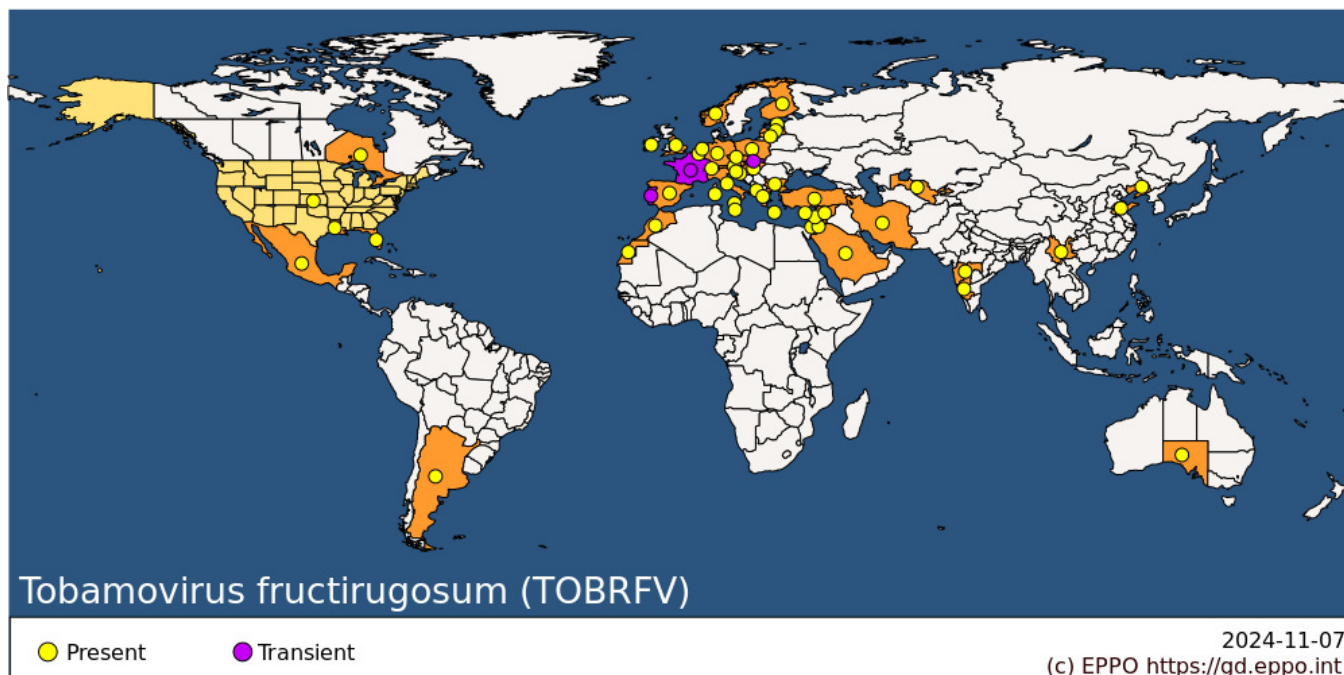 Tobamovirus fructirugosum (TOBRFV)
Present
Transient
2024-11-07
(c) EPPO https://gd.eppo.int